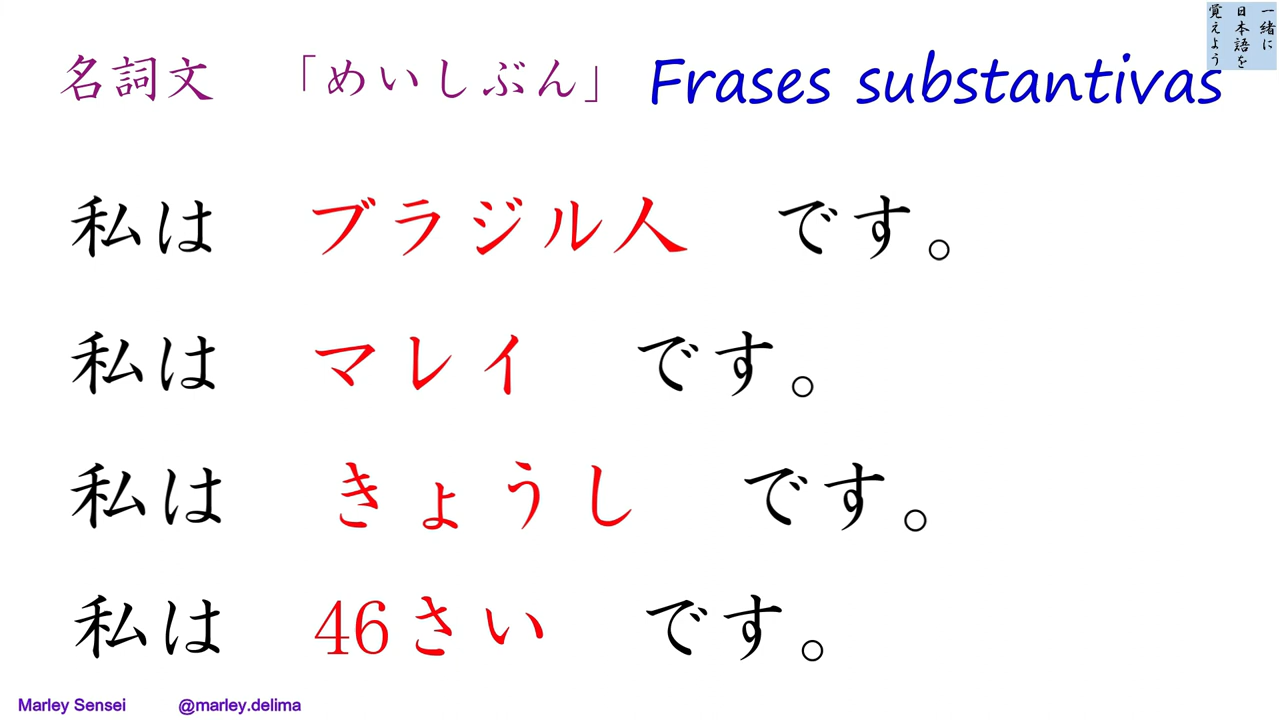 名詞文 「めいしぶん」 Frases substantivas
一緒に
日本語を
覚えよう
私は ブラジル人 です。
私は マレイ です。
私は きょうし です。
私は 46さい です。
Marley Sensei @marley.delima